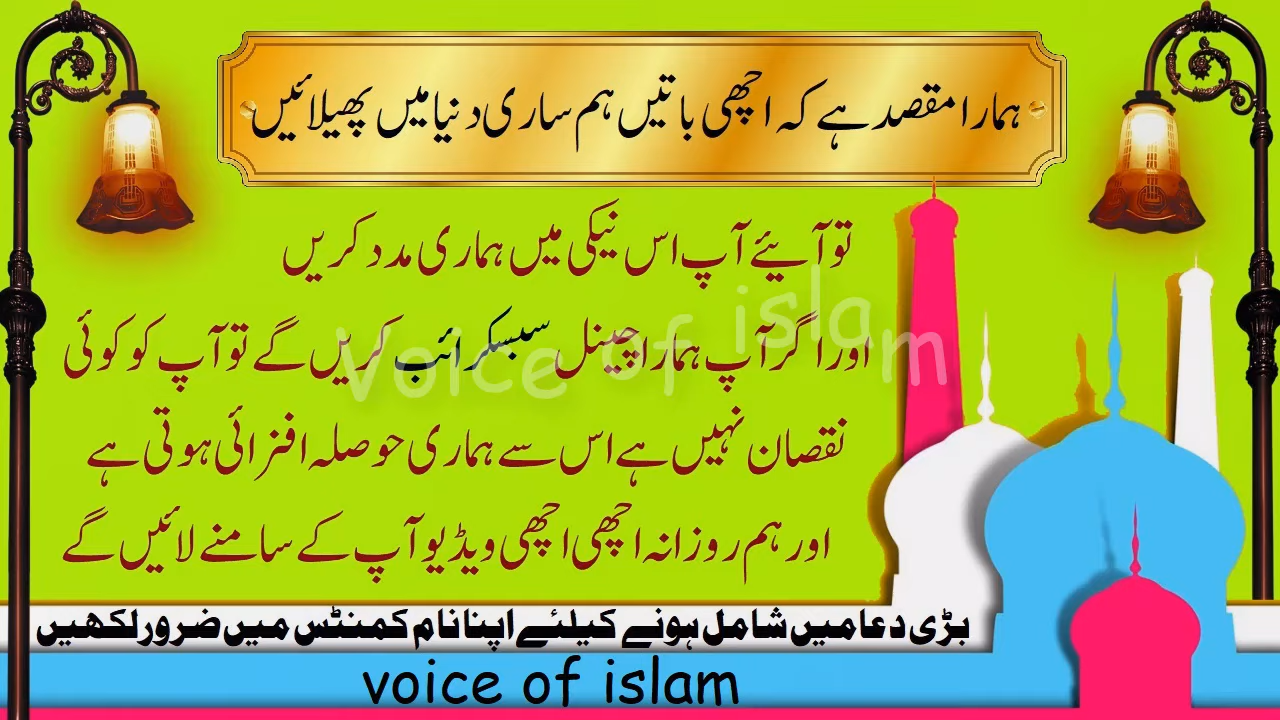 ہمارا مقصد ہے کہ اچھی باتیں ہم ساری دنیا میں پھیلائیں
تو آیئے آپ اس نیکی میں ہماری مدد کریں
اور اگر آپ ہمارا چینل سبسکرائب کریں گے تو آپ کو کوئی
نقصان نہیں ہے اس سے ہماری حوصلہ افزائی ہوتی ہے
اور ہم روزانہ اچھی اچھی ویڈیو آپ کے سامنے لائیں گے
Voice of islam
بڑی دعا میں شامل ہونے کیلئے اپنا نام کمنٹس میں ضرور لکھیں
voice of islam